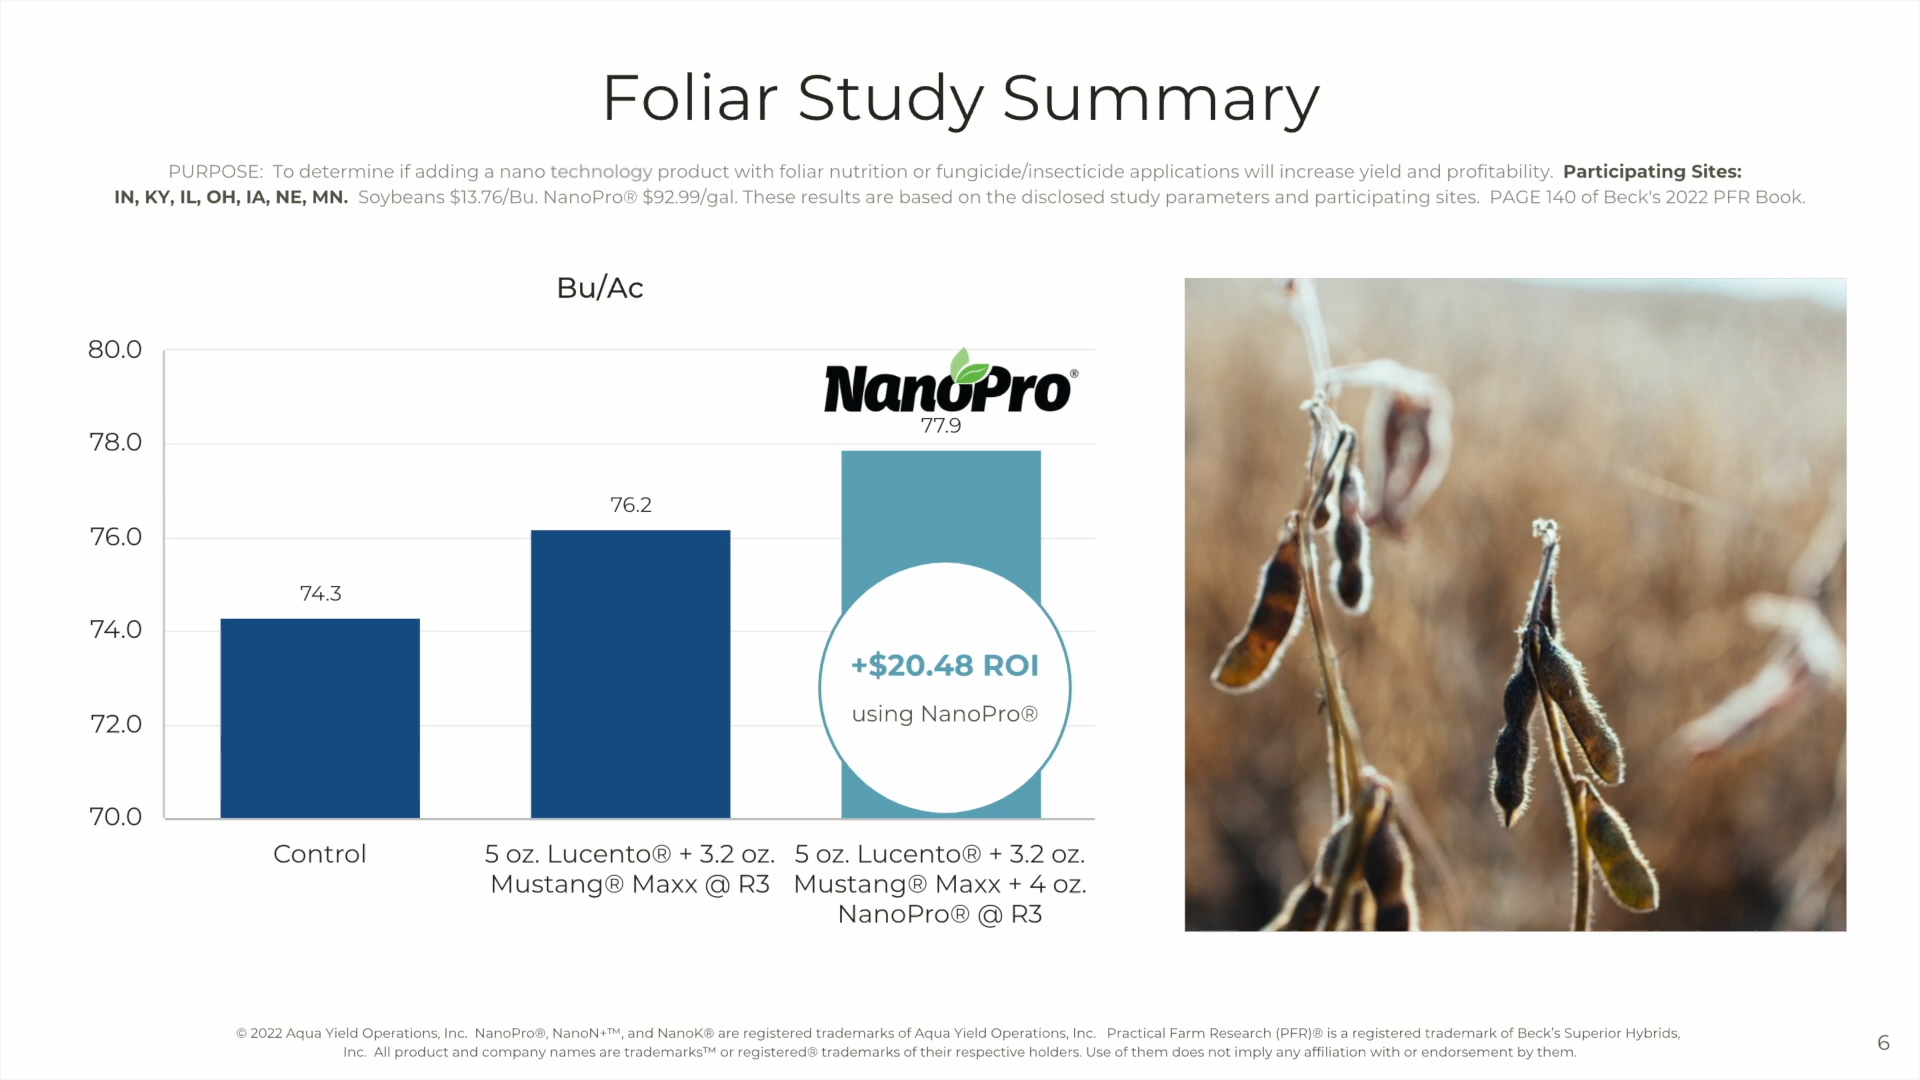 Foliar Study Summary
PURPOSE: To determine if adding a nano technology product with foliar nutrition or fungicide/insecticide applications will increase yield and profitability. Participating Sites:
IN, KY, IL, OH, IA, NE, MN. Soybeans $13.76/Bu. NanoPro® $92.99/gal. These results are based on the disclosed study parameters and participating sites. PAGE 140 of Beck's 2022 PFR Book.
Bu/Ac
80.0
78.0
76.0
74.0
72.0
70.0
74.3
76.2
NanoPro®
77.9
+$20.48 ROI
using NanoPro®
Control
5 oz. Lucento® + 3.2 oz.
Mustang® Maxx @ R3
5 oz. Lucento® + 3.2 oz.
Mustang® Maxx + 4 oz.
NanoPro® @ R3
© 2022 Aqua Yield Operations, Inc. NanoPro®, NanoN+™, and NanoK® are registered trademarks of Aqua Yield Operations, Inc. Practical Farm Research (PFR)® is a registered trademark of Beck's Superior Hybrids,
Inc. All product and company names are trademarks™ or registered® trademarks of their respective holders. Use of them does not imply any affiliation with or endorsement by them.
6